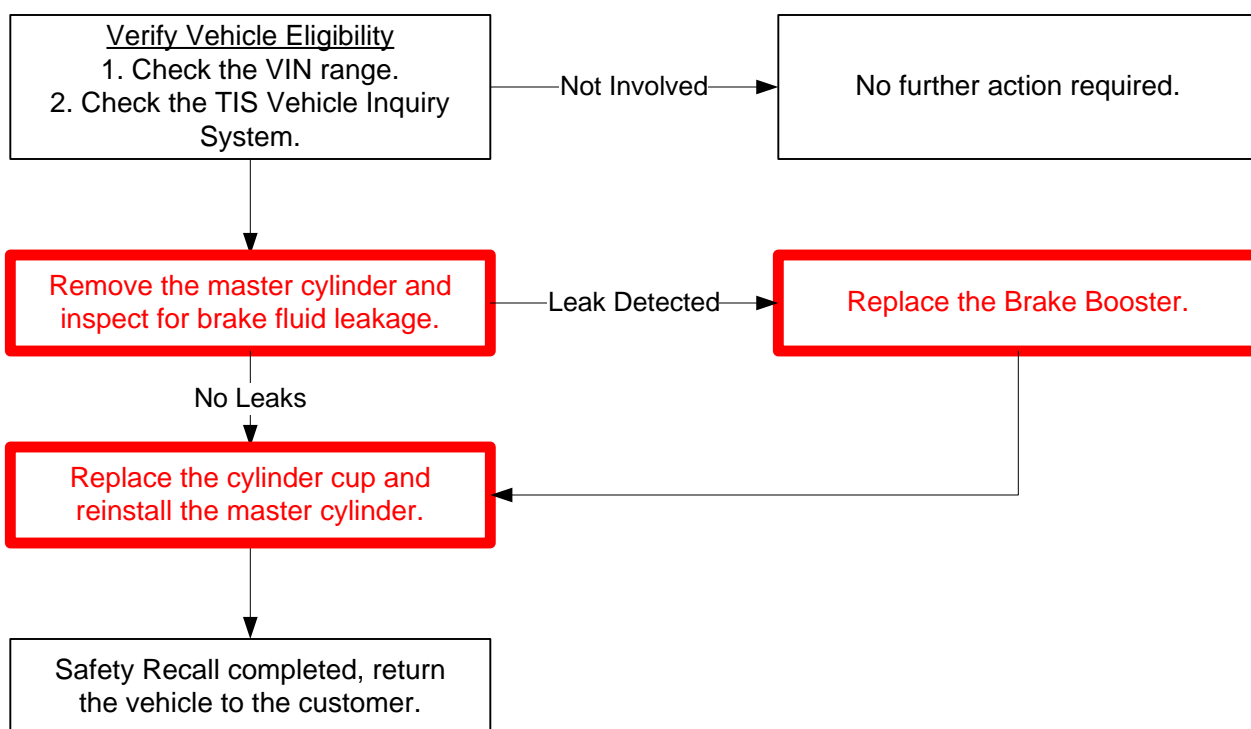 Verify Vehicle Eligibility
1. Check the VIN range.
2. Check the TIS Vehicle Inquiry
System.
Not Involved
No further action required.
Remove the master cylinder and
inspect for brake fluid leakage.
Leak Detected
Replace the Brake Booster.
No Leaks
Replace the cylinder cup and
reinstall the master cylinder.
Safety Recall completed, return
the vehicle to the customer.